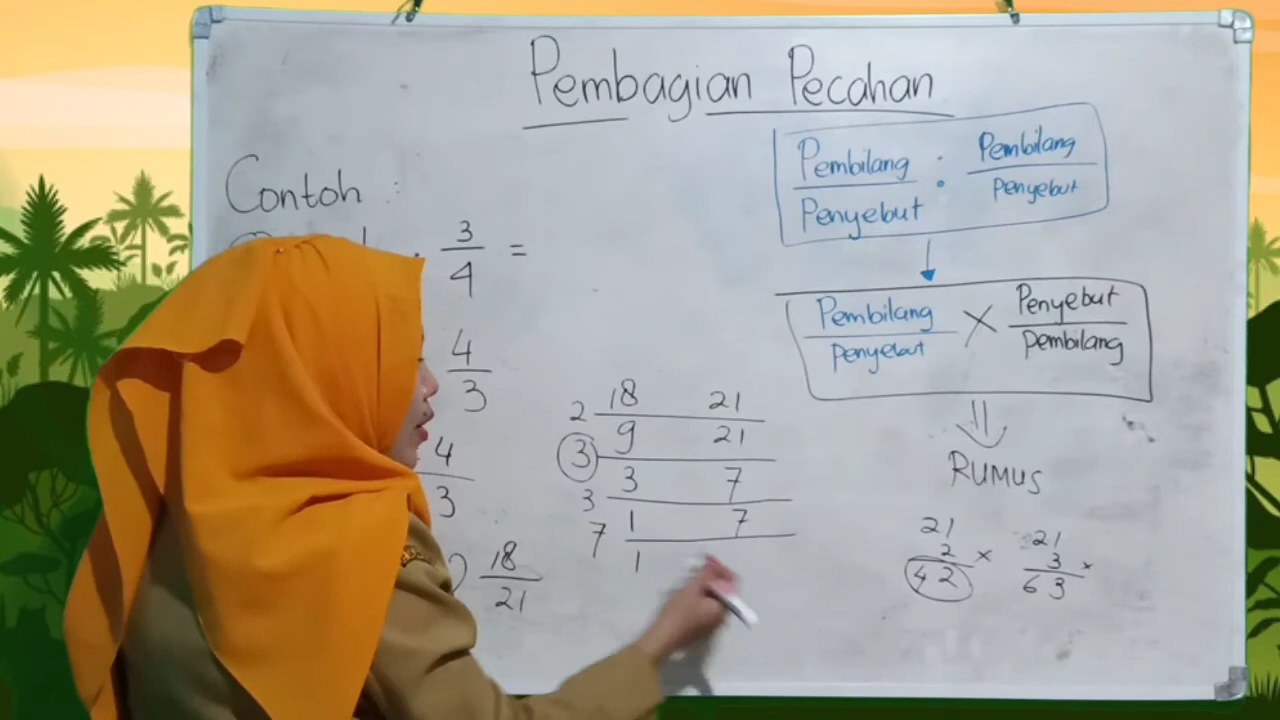 Pembagian Pecahan
Contoh :
3
4
=
4
3
4
3
18
21
2 18 21
3 9 21
3 3 7
7 1 7
1
Pembilang : Pembilang
Penyebut Penyebut
Pembilang X Penyebut
Penyebut Pembilang
RUMUS
21
2 ×
42
21
3 ×
63